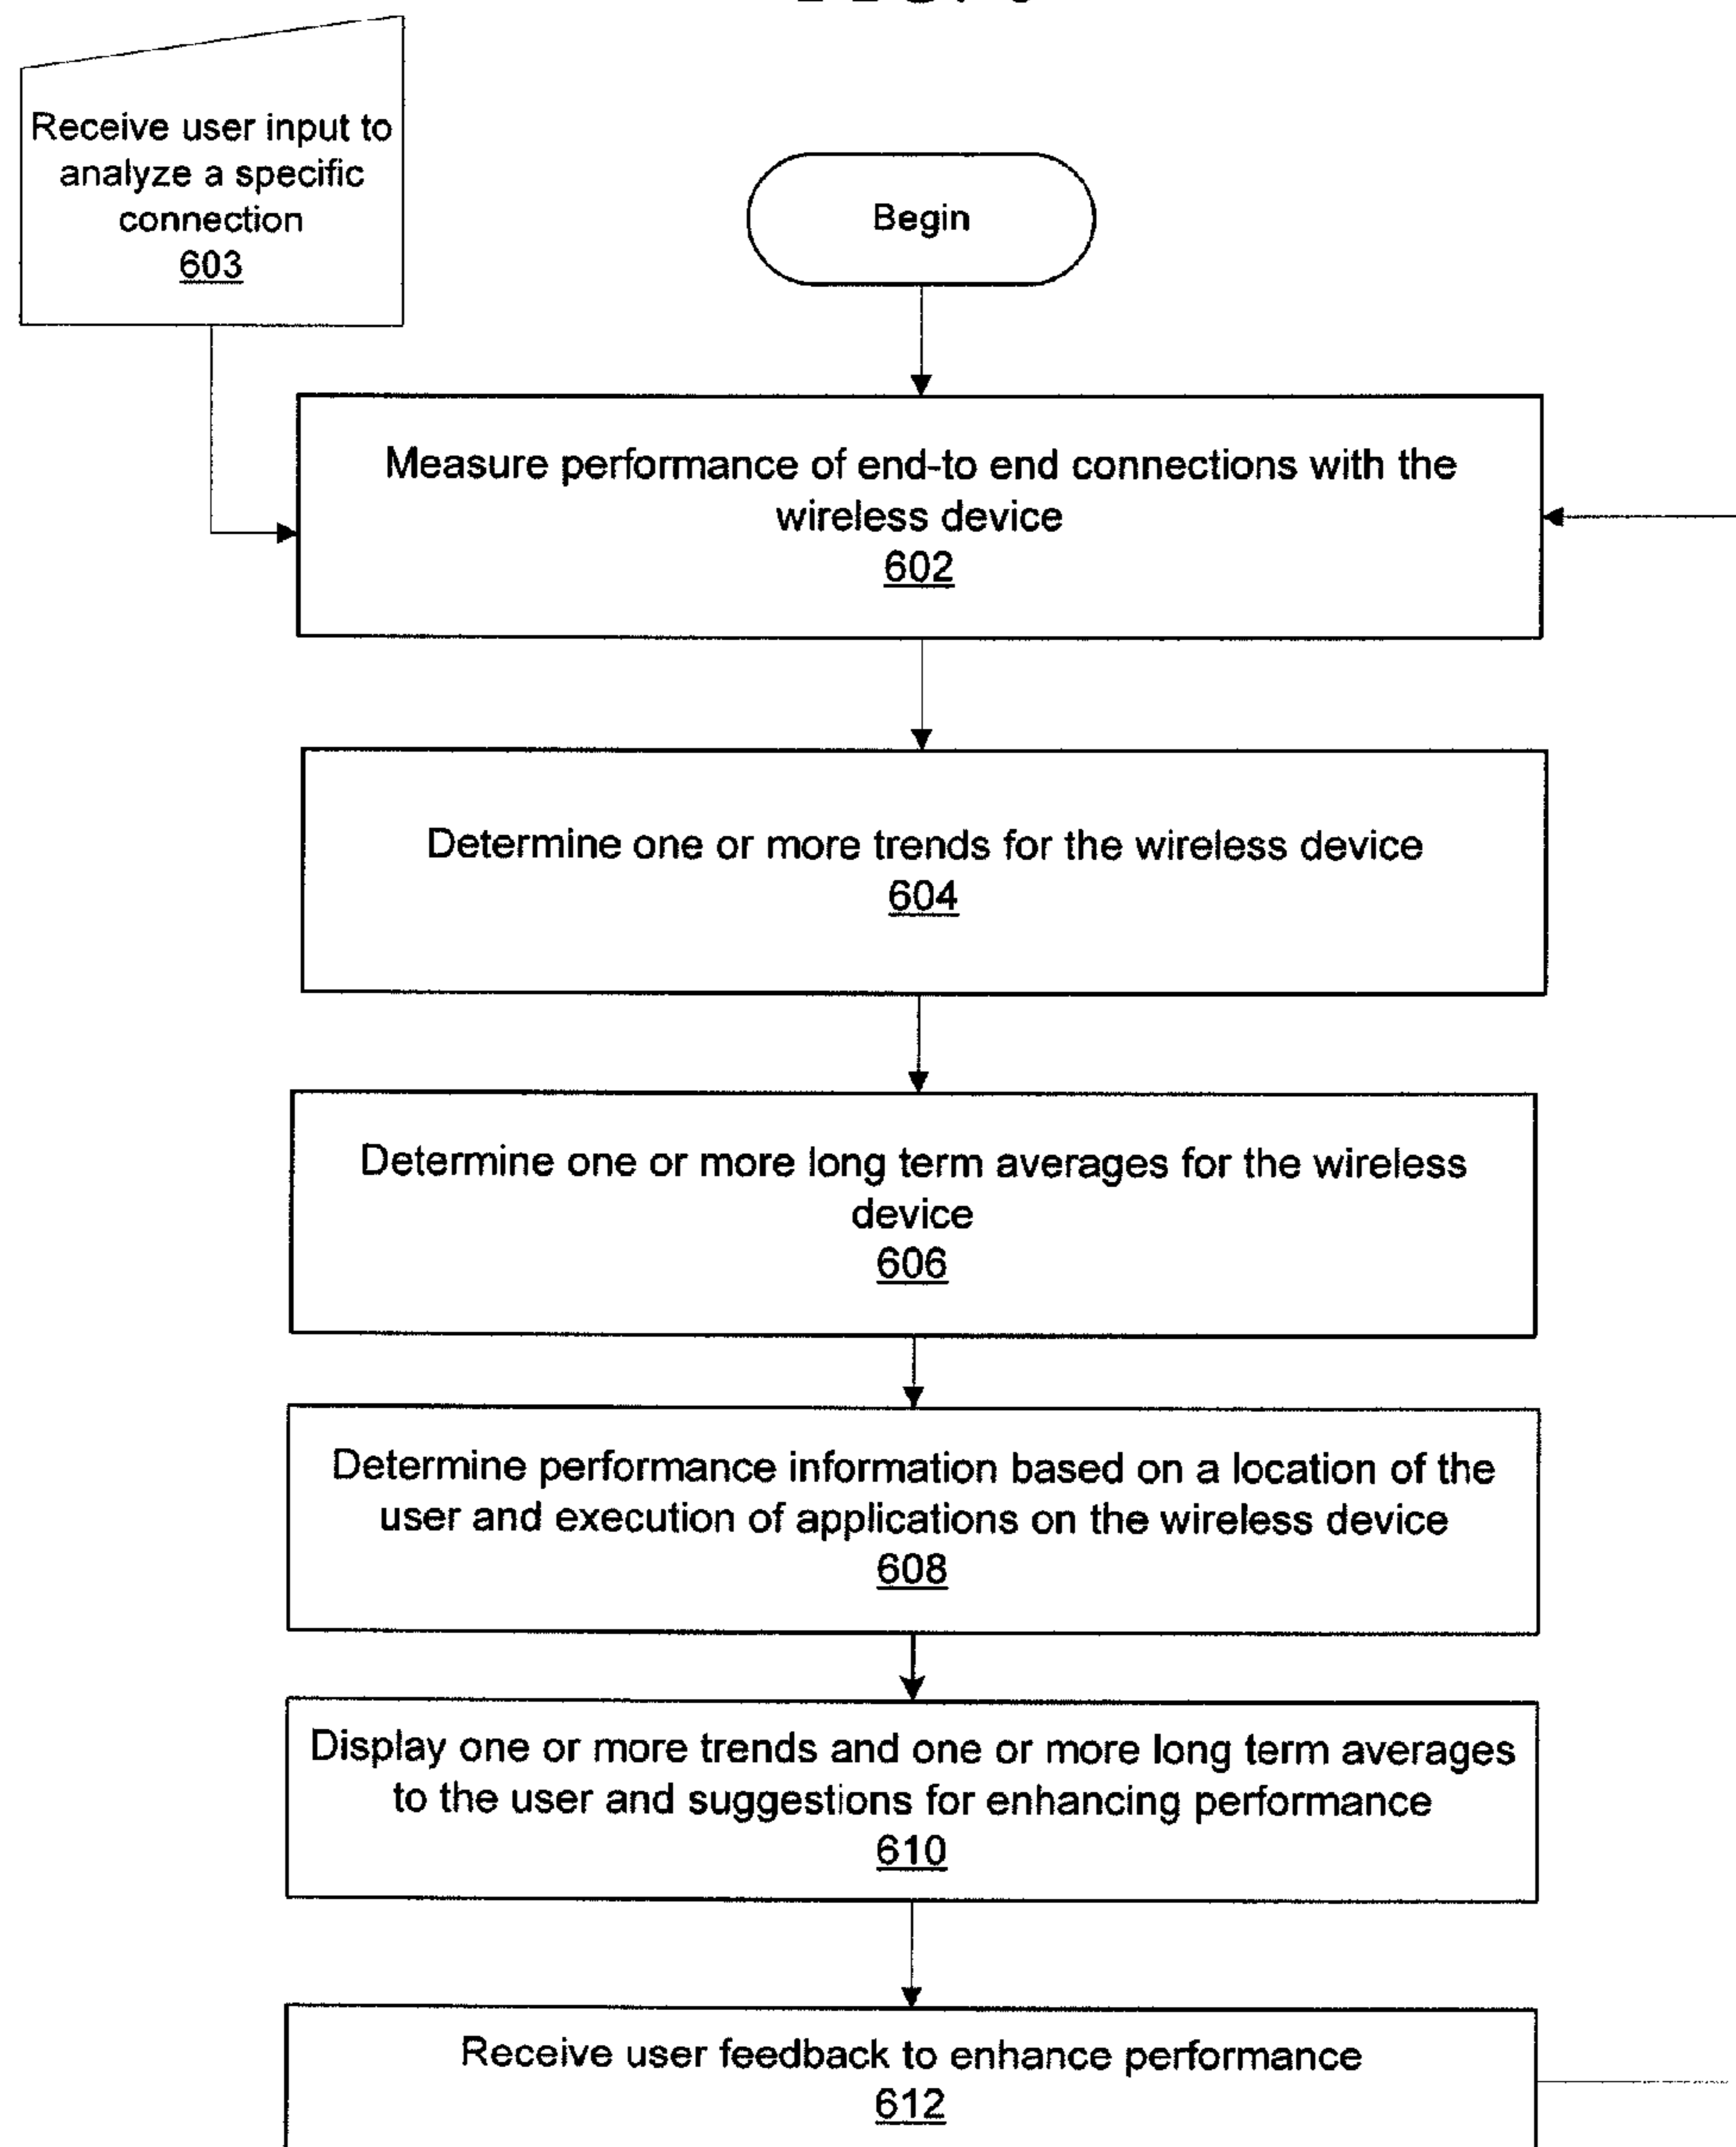 Receive user input to
analyze a specific
connection
603
Begin
Measure performance of end-to end connections with the
wireless device
602
Determine one or more trends for the wireless device
604
Determine one or more long term averages for the wireless
device
606
Determine performance information based on a location of the
user and execution of applications on the wireless device
608
Display one or more trends and one or more long term averages
to the user and suggestions for enhancing performance
610
Receive user feedback to enhance performance
612